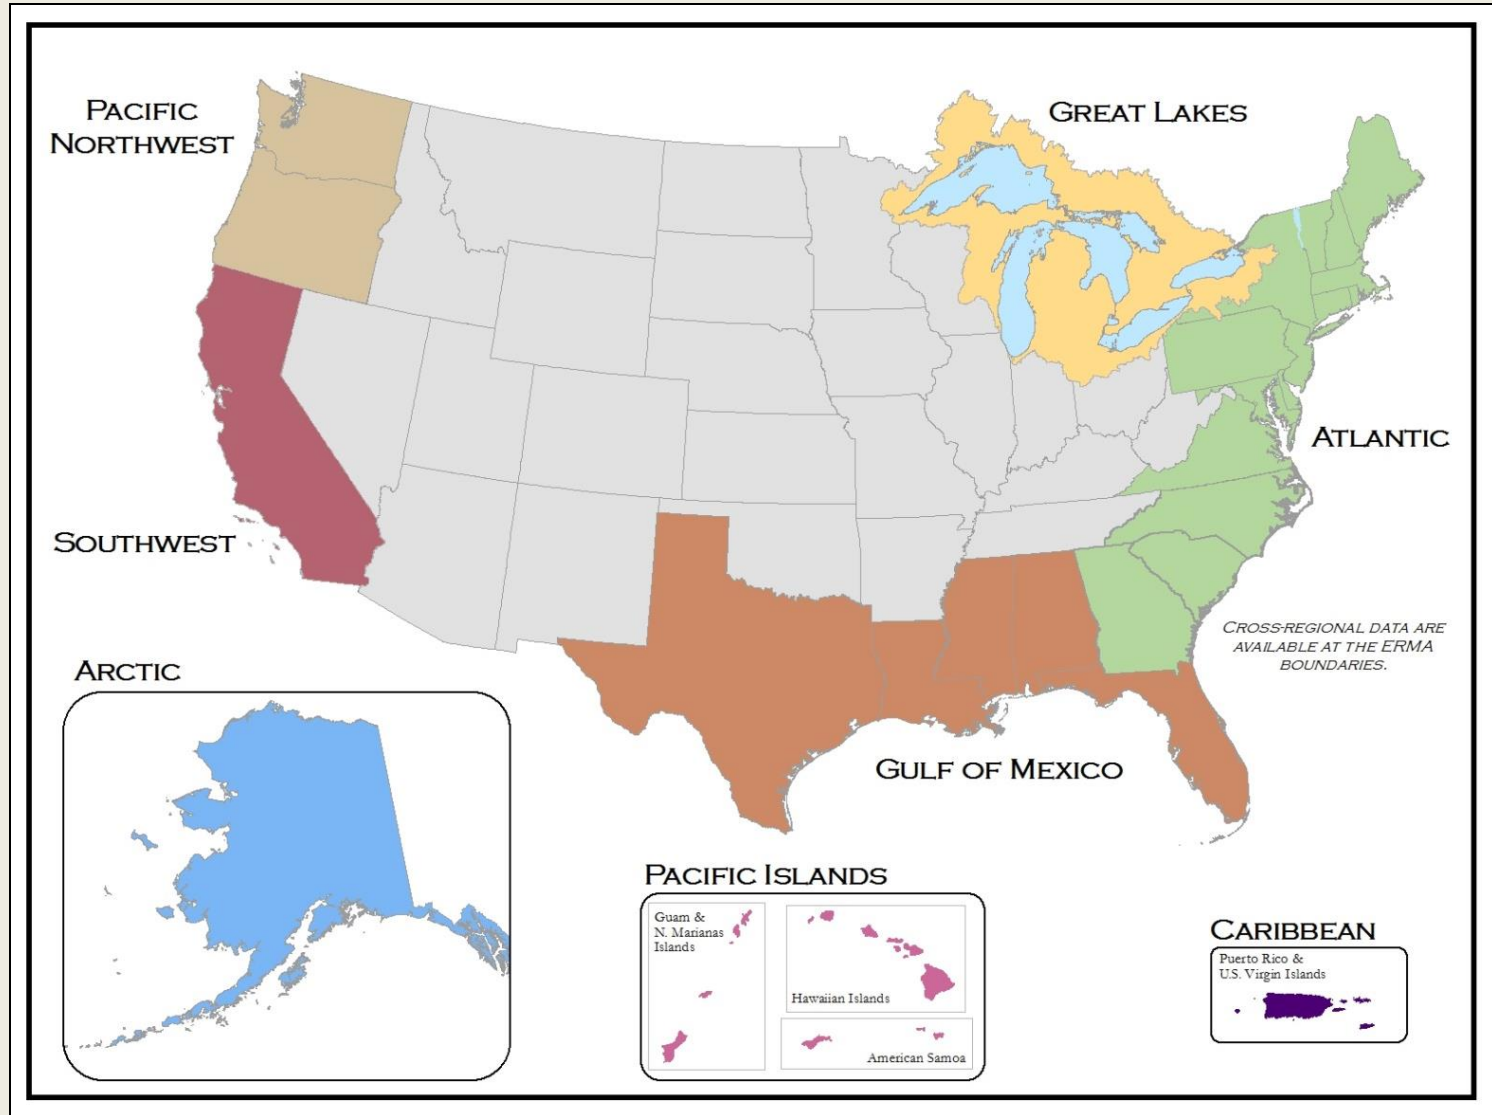 PACIFIC
NORTHWEST
GREAT LAKES
ATLANTIC
SOUTHWEST
CROSS-REGIONAL DATA ARE
AVAILABLE AT THE ERMA
BOUNDARIES.
ARCTIC
GULF OF MEXICO
PACIFIC ISLANDS
Guam &
N. Marianas
Islands
Hawaiian Islands
American Samoa
CARIBBEAN
Puerto Rico &
U.S. Virgin Islands